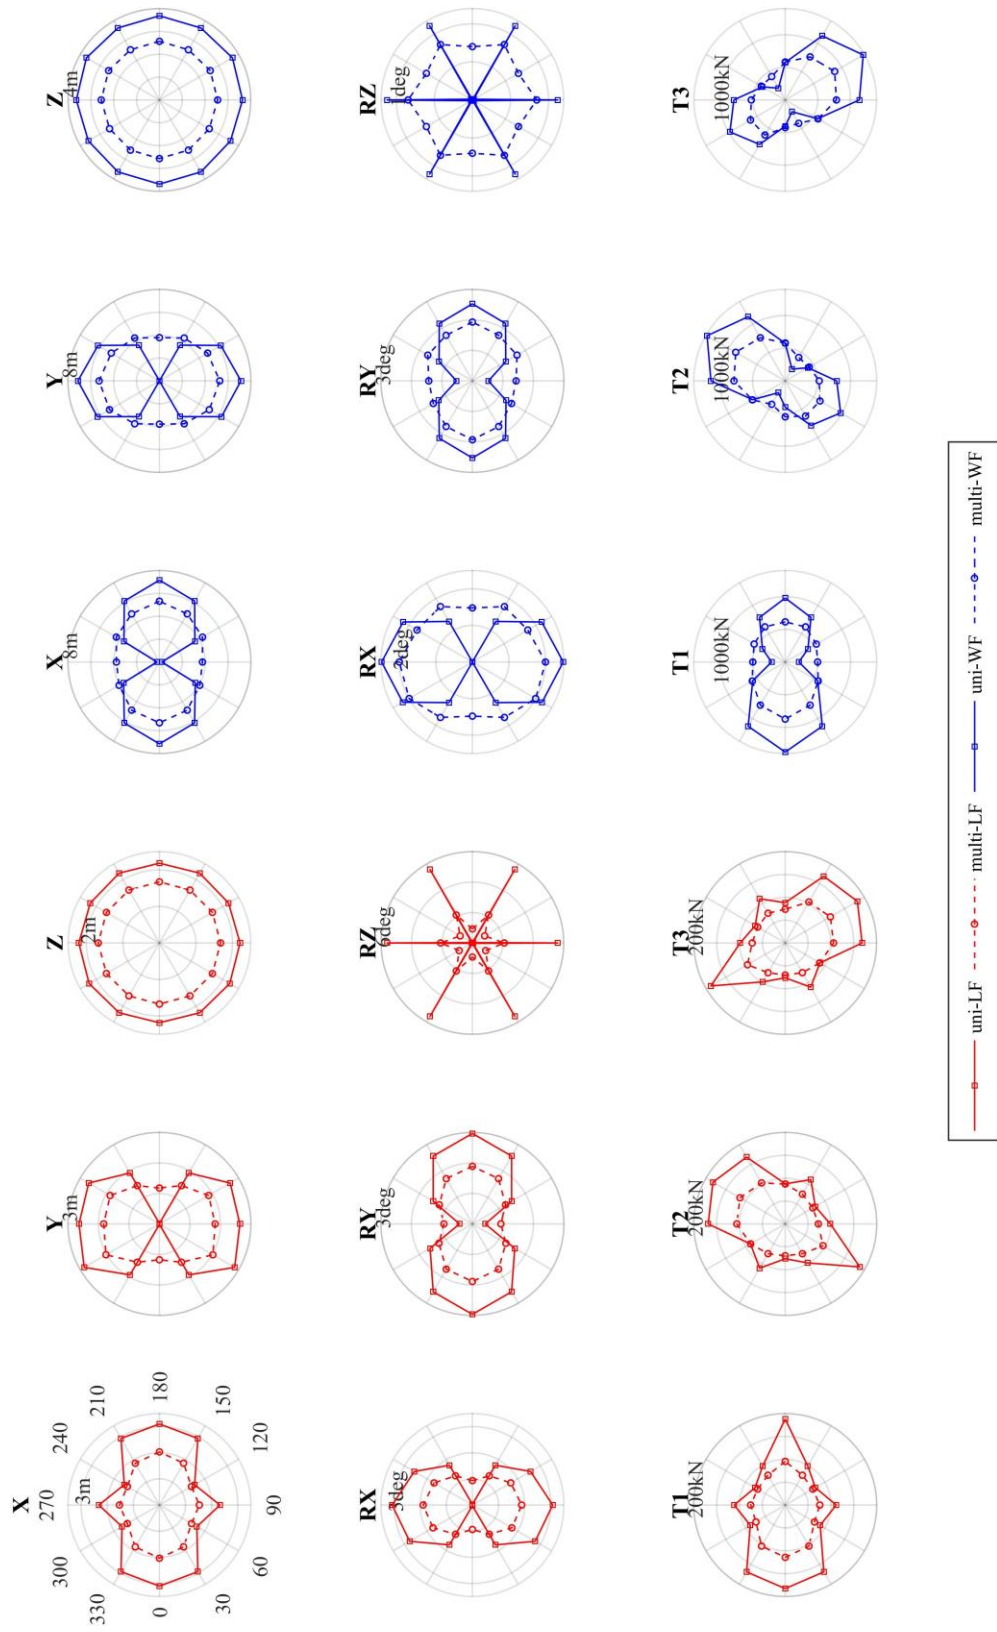 X
270
240
210
180
150
120
90
60
30
0
330
300
3m
Y
3m
Z
2m
X
8m
Y
8m
Z
4m
RX
RY
3deg
RZ
6deg
RX
2deg
RY
3deg
RZ
1deg
T1
200kN
T2
200kN
T3
200kN
T1
1000kN
T2
1000kN
T3
1000kN
uni-LF multi-LF uni-WF multi-WF